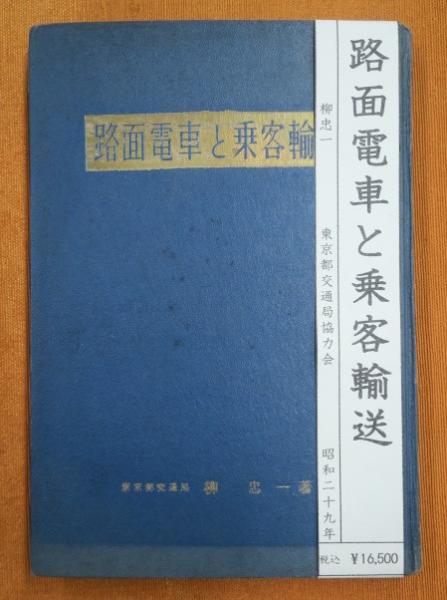 路面電車と乗客輸
東京都交通局 柳忠一著
路面電車と乗客輸送
柳忠一 東京都交通局協力会 昭和二十九年
税込 ¥16,500